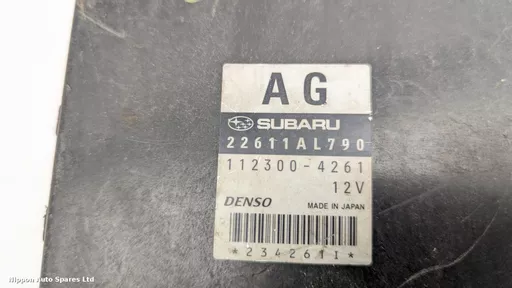 AG
SUBARU
22611AL790
112300-4261
12V
DENSO MADE IN JAPAN
*234261I*
Nippon Auto Spares Ltd